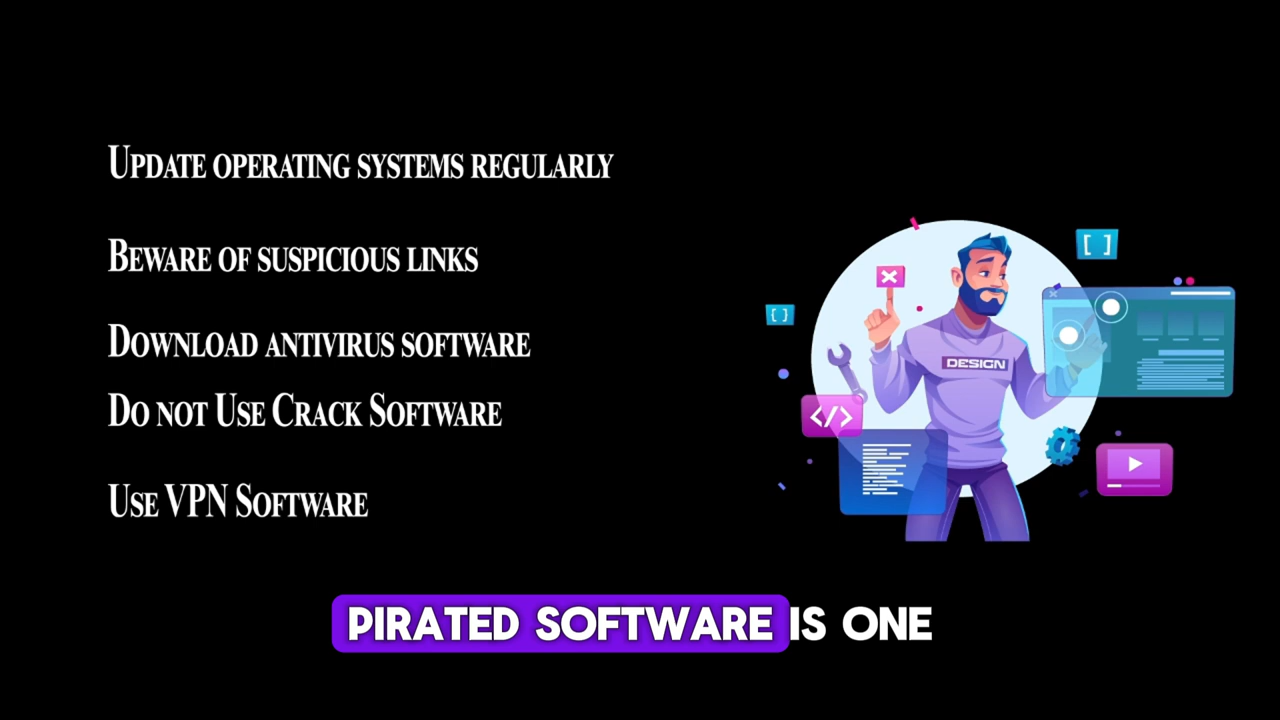 Update operating systems regularly
Beware of suspicious links
Download antivirus software
Do not Use Crack Software
Use VPN Software
[ ]
[ ]
DESIGN
</>
PIRATED SOFTWARE IS ONE